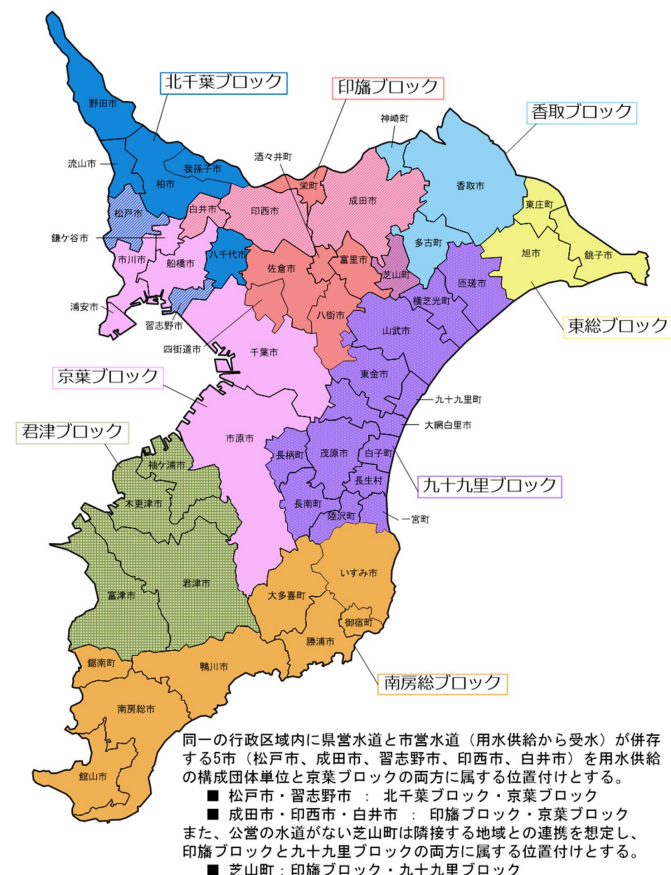 北千葉ブロック
印旛ブロック
香取ブロック
野田市
神崎町
酒々井町
流山市
柏市
我孫子市
栄町
成田市
香取市
東庄町
松戸市
白井市
印西市
鎌ケ谷市
多古町
旭市
銚子市
市川市
船橋市
八千代市
佐倉市
富里市
芝山町
匝瑳市
横芝光町
浦安市
習志野市
八街市
山武市
東総ブロック
四街道市
千葉市
東金市
京葉ブロック
九十九里町
大網白里市
君津ブロック
市原市
長柄町
茂原市
白子町
袖ケ浦市
長生村
九十九里ブロック
木更津市
長南町
睦沢町
一宮町
いすみ市
君津市
大多喜町
富津市
御宿町
勝浦市
鋸南町
鴨川市
南房総ブロック
南房総市
館山市
同一の行政区域内に県営水道と市営水道（用水供給から受水）が併存
する5市（松戸市、成田市、習志野市、印西市、白井市）を用水供給
の構成団体単位と京葉ブロックの両方に属する位置付けとする。
■ 松戸市・習志野市 ： 北千葉ブロック・京葉ブロック
■ 成田市・印西市・白井市 ： 印旛ブロック・京葉ブロック
また、公営の水道がない芝山町は隣接する地域との連携を想定し、
印旛ブロックと九十九里ブロックの両方に属する位置付けとする。
■ 芝山町：印旛ブロック・九十九里ブロック